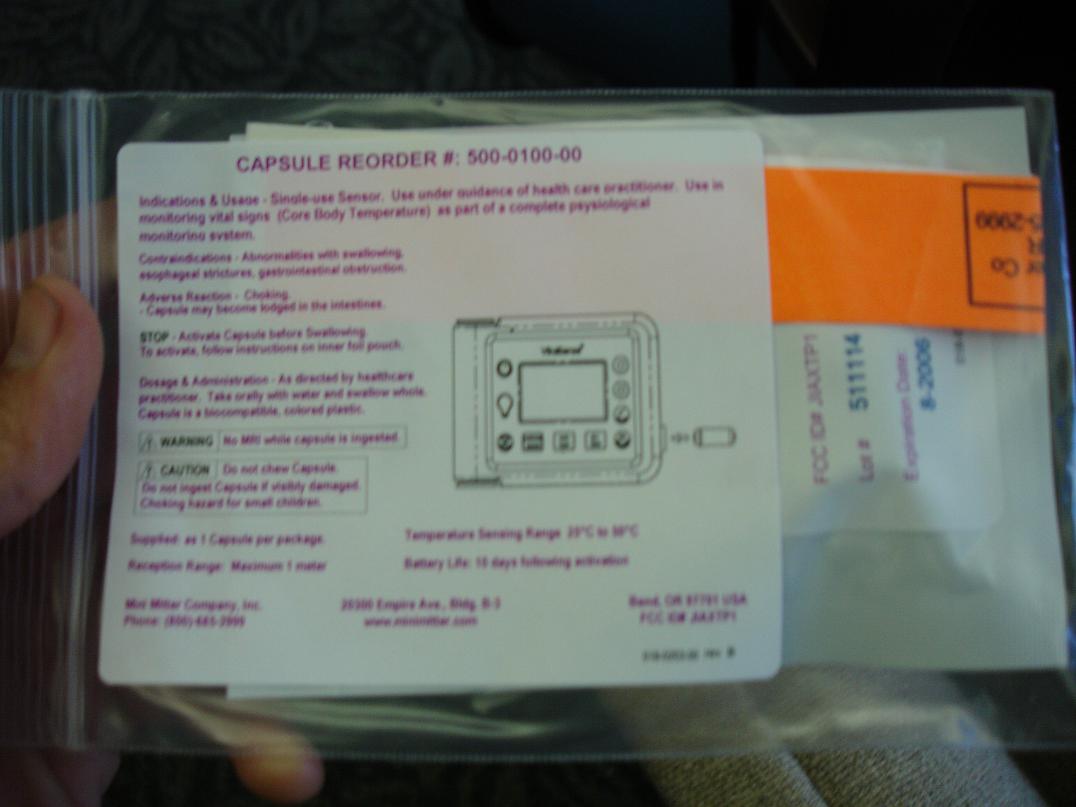 CAPSULE REORDER #: 500-0100-00
Indications & Usage - Single-use Sensor. Use under guidance of health care practitioner. Use in
monitoring vital signs (Core Body Temperature) as part of a complete psysiological
monitoring system.
Contraindications - Abnormalities with swallowing,
esophageal strictures, gastrointestinal obstruction.
Adverse Reaction - Choking.
- Capsule may become lodged in the intestines.
STOP - Activate Capsule before Swallowing.
To activate, follow instructions on inner foil pouch.
Dosage & Administration - As directed by healthcare
practitioner. Take orally with water and swallow whole.
Capsule is a biocompatible, colored plastic.
WARNING No MRI while capsule is ingested.
CAUTION Do not chew Capsule.
Do not ingest Capsule if visibly damaged.
Choking hazard for small children.
VitalSense
Supplied: as 1 Capsule per package.
Temperature Sensing Range
Reception Range: Maximum 1 meter
Battery Life: 10 days following activation
Mini Mitter Company, Inc.
20300 Empire Ave., Bldg. B-3
Bend, OR 97701 USA
Phone: (800)-685-2999
www.minimitter.com
FCC ID# JIAXTP1
rev B
er Co
5-2999
FCC ID# JIAXTP1
Lot # 511114
Expiration Date:
8-2006